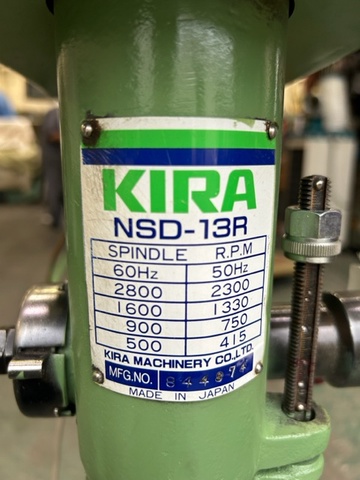 KIRA
NSD-13R
SPINDLE R.P.M
60Hz 50Hz
2800 2300
1600 1330
900 750
500 415
KIRA MACHINERY CO.,LTD.
MFG.NO.
MADE IN JAPAN